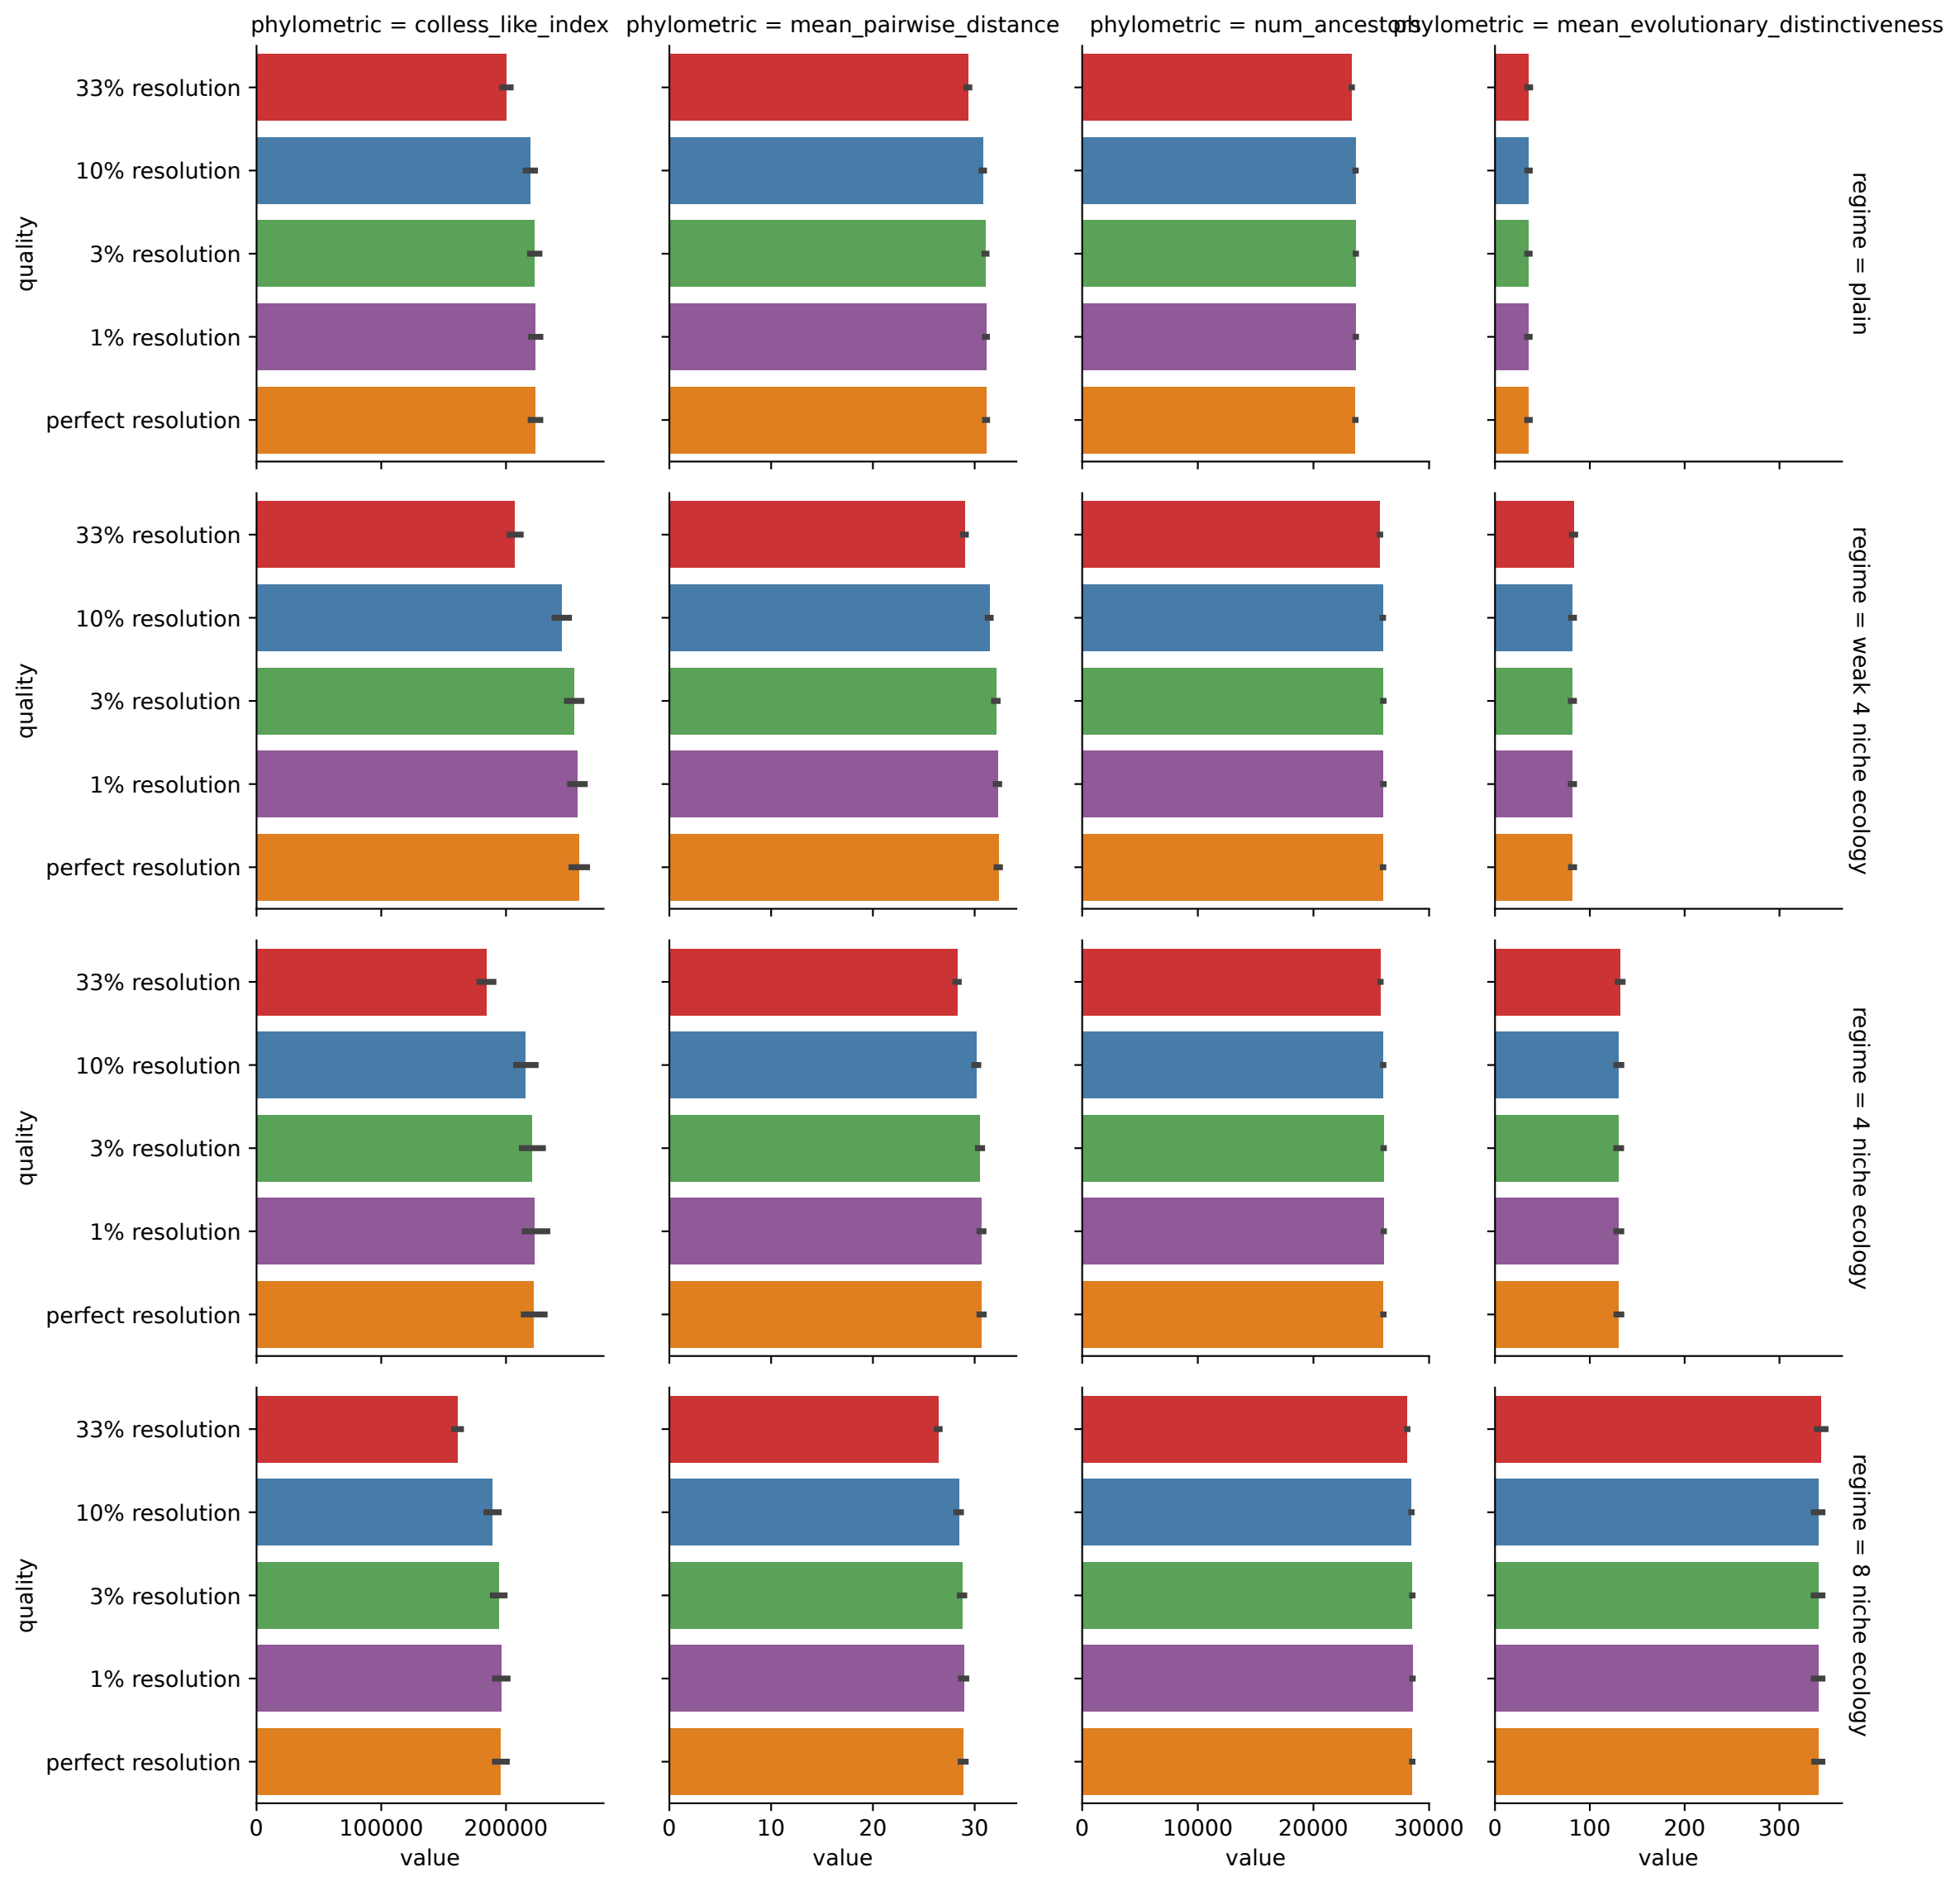 phylometric = colless_like_index
phylometric = mean_pairwise_distance
phylometric = num_ancestors
phylometric = mean_evolutionary_distinctiveness
33% resolution
10% resolution
3% resolution
1% resolution
perfect resolution
quality
regime = plain
33% resolution
10% resolution
3% resolution
1% resolution
perfect resolution
quality
regime = weak 4 niche ecology
33% resolution
10% resolution
3% resolution
1% resolution
perfect resolution
quality
regime = 4 niche ecology
33% resolution
10% resolution
3% resolution
1% resolution
perfect resolution
quality
regime = 8 niche ecology
0 100000 200000
0 10 20 30
0 10000 20000 30000
0 100 200 300
value
value
value
value